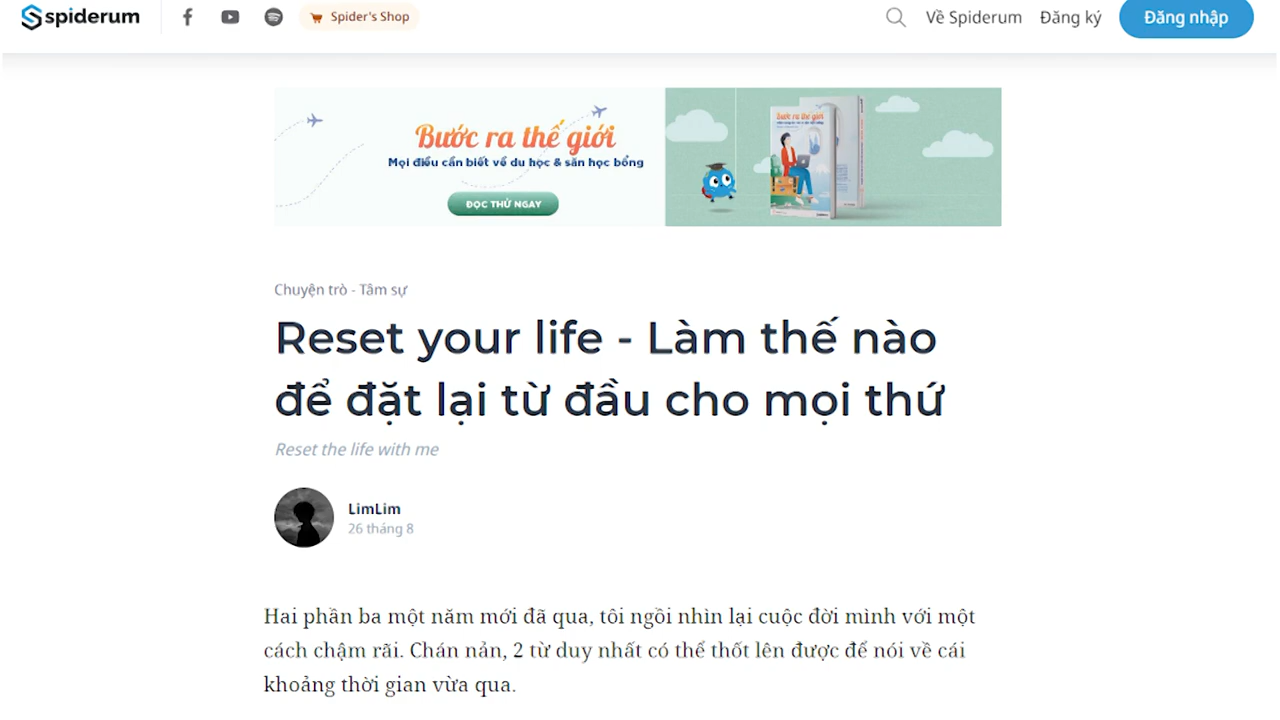 spiderum
Spider's Shop
Về Spiderum
Đăng ký
Đăng nhập
Bước ra thế giới
Mọi điều cần biết về du học & săn học bổng
ĐỌC THỬ NGAY
Bước ra thế giới
Chuyện trò - Tâm sự
Reset your life - Làm thế nào
để đặt lại từ đầu cho mọi thứ
Reset the life with me
LimLim
26 tháng 8
Hai phần ba một năm mới đã qua, tôi ngồi nhìn lại cuộc đời mình với một
cách chậm rãi. Chán nản, 2 từ duy nhất có thể thốt lên được để nói về cái
khoảng thời gian vừa qua.